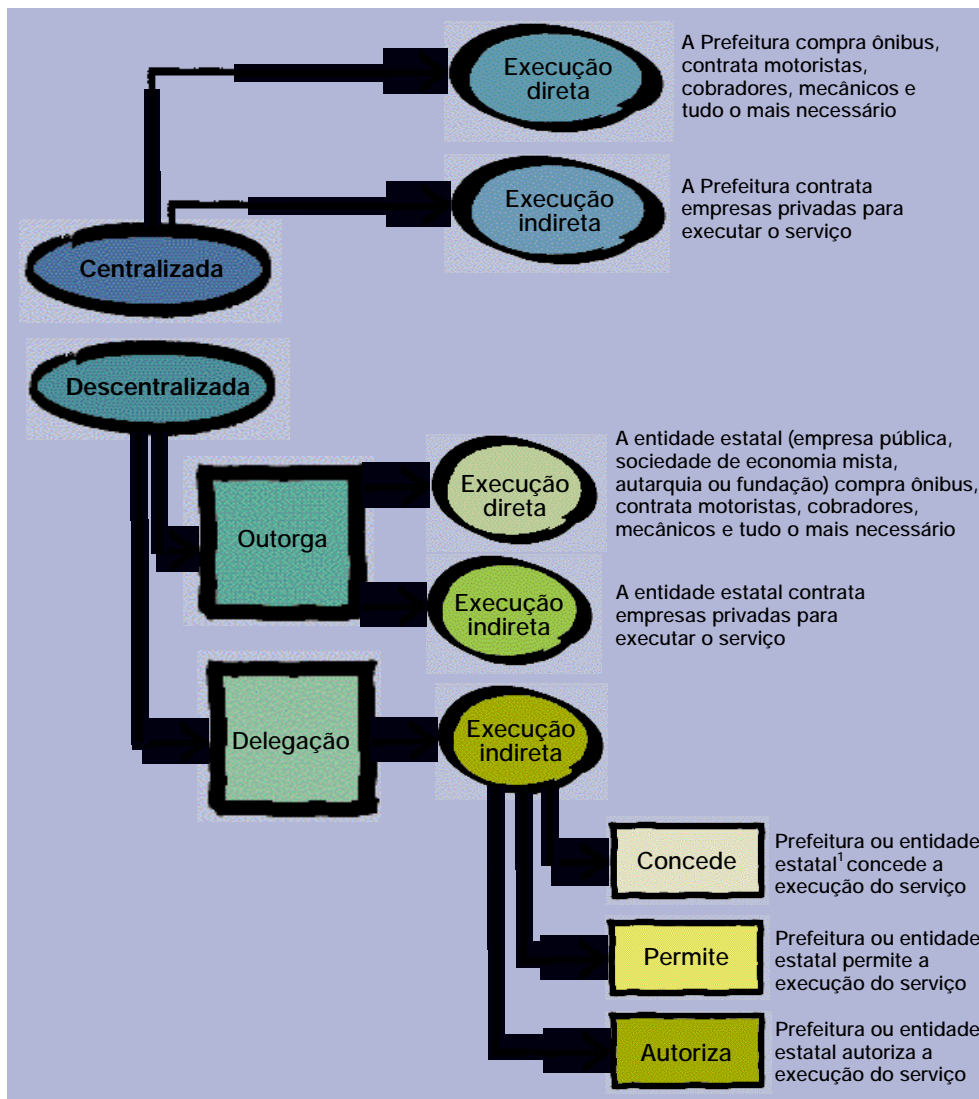 Execução
direta
A Prefeitura compra ônibus,
contrata motoristas,
cobradores, mecânicos e
tudo o mais necessário
Execução
indireta
A Prefeitura contrata
empresas privadas para
executar o serviço
Centralizada
Descentralizada
Outorga
Execução
direta
A entidade estatal (empresa pública,
sociedade de economia mista,
autarquia ou fundação) compra ônibus,
contrata motoristas, cobradores,
mecânicos e tudo o mais necessário
Execução
indireta
A entidade estatal contrata
empresas privadas para
executar o serviço
Delegação
Execução
indireta
Concede
Prefeitura ou entidade
estatal¹ concede a
execução do serviço
Permite
Prefeitura ou entidade
estatal permite a
execução do serviço
Autoriza
Prefeitura ou entidade
estatal autoriza a
execução do serviço